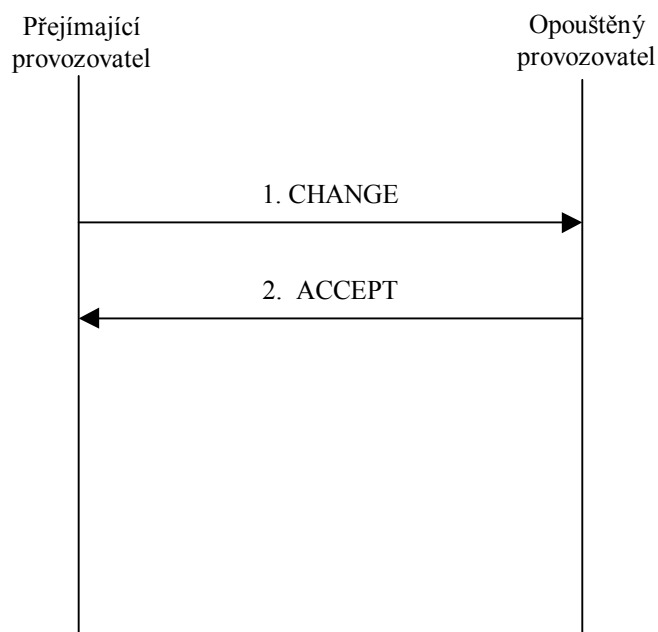 Přejímající
provozovatel
Opouštěný
provozovatel
1. CHANGE
2. ACCEPT